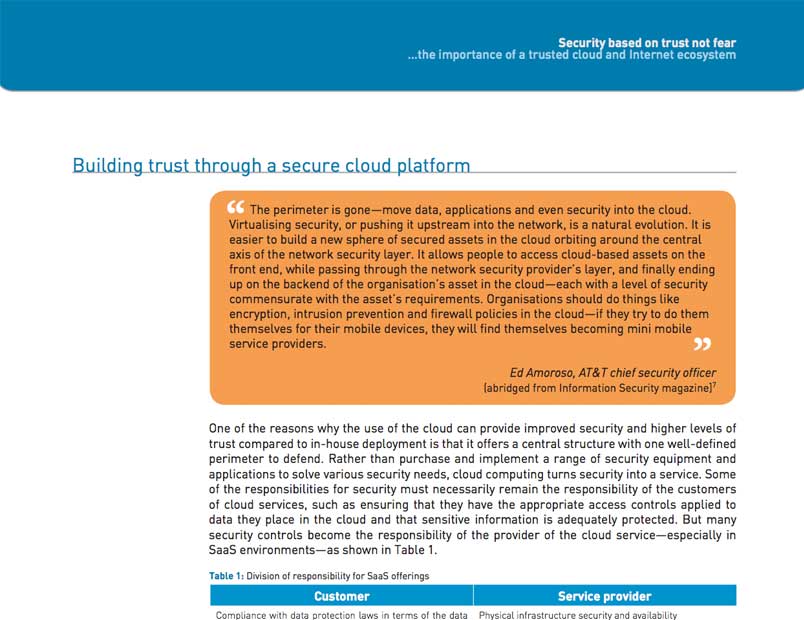 Security based on trust not fear
...the importance of a trusted cloud and Internet ecosystem
Building trust through a secure cloud platform
“ The perimeter is gone—move data, applications and even security into the cloud.
Virtualising security, or pushing it upstream into the network, is a natural evolution. It is
easier to build a new sphere of secured assets in the cloud orbiting around the central
axis of the network security layer. It allows people to access cloud-based assets on the
front end, while passing through the network security provider’s layer, and finally ending
up on the backend of the organisation’s asset in the cloud—each with a level of security
commensurate with the asset’s requirements. Organisations should do things like
encryption, intrusion prevention and firewall policies in the cloud—if they try to do them
themselves for their mobile devices, they will find themselves becoming mini mobile
service providers. ”
Ed Amoroso, AT&T chief security officer
[abridged from Information Security magazine]⁷
One of the reasons why the use of the cloud can provide improved security and higher levels of
trust compared to in-house deployment is that it offers a central structure with one well-defined
perimeter to defend. Rather than purchase and implement a range of security equipment and
applications to solve various security needs, cloud computing turns security into a service. Some
of the responsibilities for security must necessarily remain the responsibility of the customers
of cloud services, such as ensuring that they have the appropriate access controls applied to
data they place in the cloud and that sensitive information is adequately protected. But many
security controls become the responsibility of the provider of the cloud service—especially in
SaaS environments—as shown in Table 1.
Table 1: Division of responsibility for SaaS offerings
Customer Service provider
Compliance with data protection laws in terms of the data Physical infrastructure security and availability